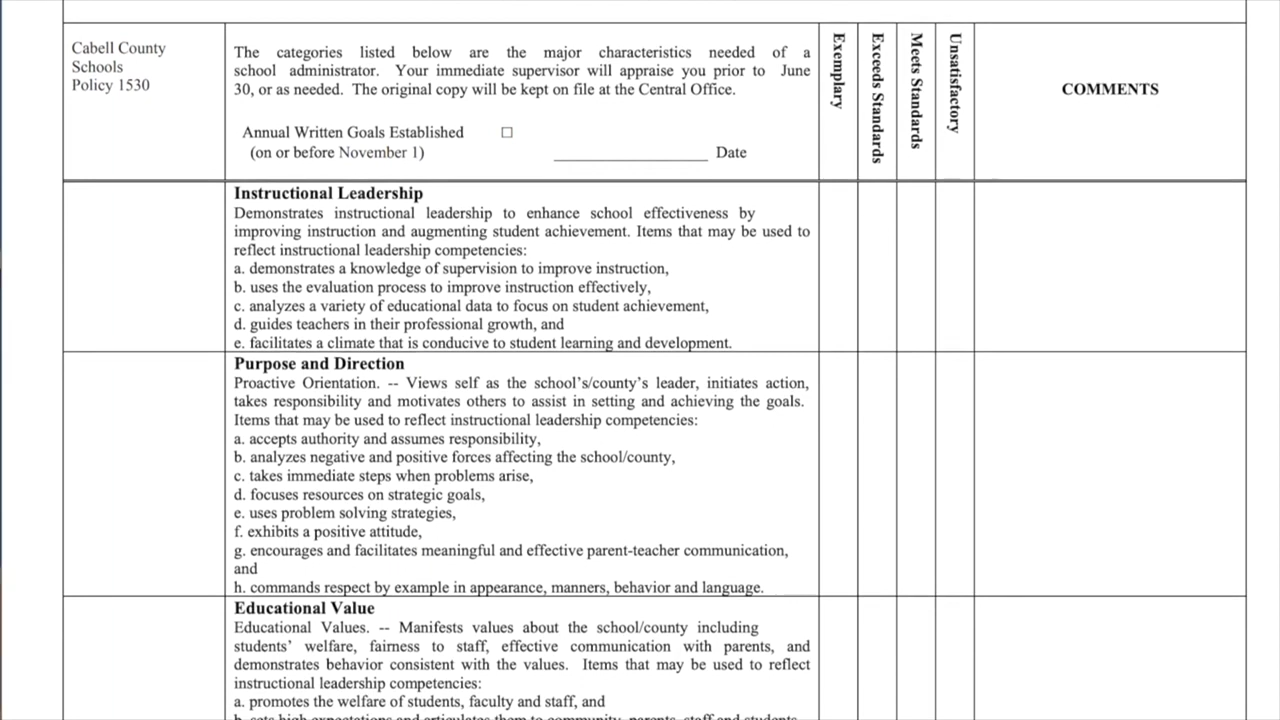 Cabell County
Schools
Policy 1530
The categories listed below are the major characteristics needed of a
school administrator. Your immediate supervisor will appraise you prior to June
30, or as needed. The original copy will be kept on file at the Central Office.
Annual Written Goals Established ☐
(on or before November 1) ________________ Date
Exemplary
Exceeds Standards
Meets Standards
Unsatisfactory
COMMENTS
Instructional Leadership
Demonstrates instructional leadership to enhance school effectiveness by
improving instruction and augmenting student achievement. Items that may be used to
reflect instructional leadership competencies:
a. demonstrates a knowledge of supervision to improve instruction,
b. uses the evaluation process to improve instruction effectively,
c. analyzes a variety of educational data to focus on student achievement,
d. guides teachers in their professional growth, and
e. facilitates a climate that is conducive to student learning and development.
Purpose and Direction
Proactive Orientation. -- Views self as the school’s/county’s leader, initiates action,
takes responsibility and motivates others to assist in setting and achieving the goals.
Items that may be used to reflect instructional leadership competencies:
a. accepts authority and assumes responsibility,
b. analyzes negative and positive forces affecting the school/county,
c. takes immediate steps when problems arise,
d. focuses resources on strategic goals,
e. uses problem solving strategies,
f. exhibits a positive attitude,
g. encourages and facilitates meaningful and effective parent-teacher communication,
and
h. commands respect by example in appearance, manners, behavior and language.
Educational Value
Educational Values. -- Manifests values about the school/county including
students’ welfare, fairness to staff, effective communication with parents, and
demonstrates behavior consistent with the values. Items that may be used to reflect
instructional leadership competencies:
a. promotes the welfare of students, faculty and staff, and
b. sets high expectations and articulates them to community, parents, staff and students.